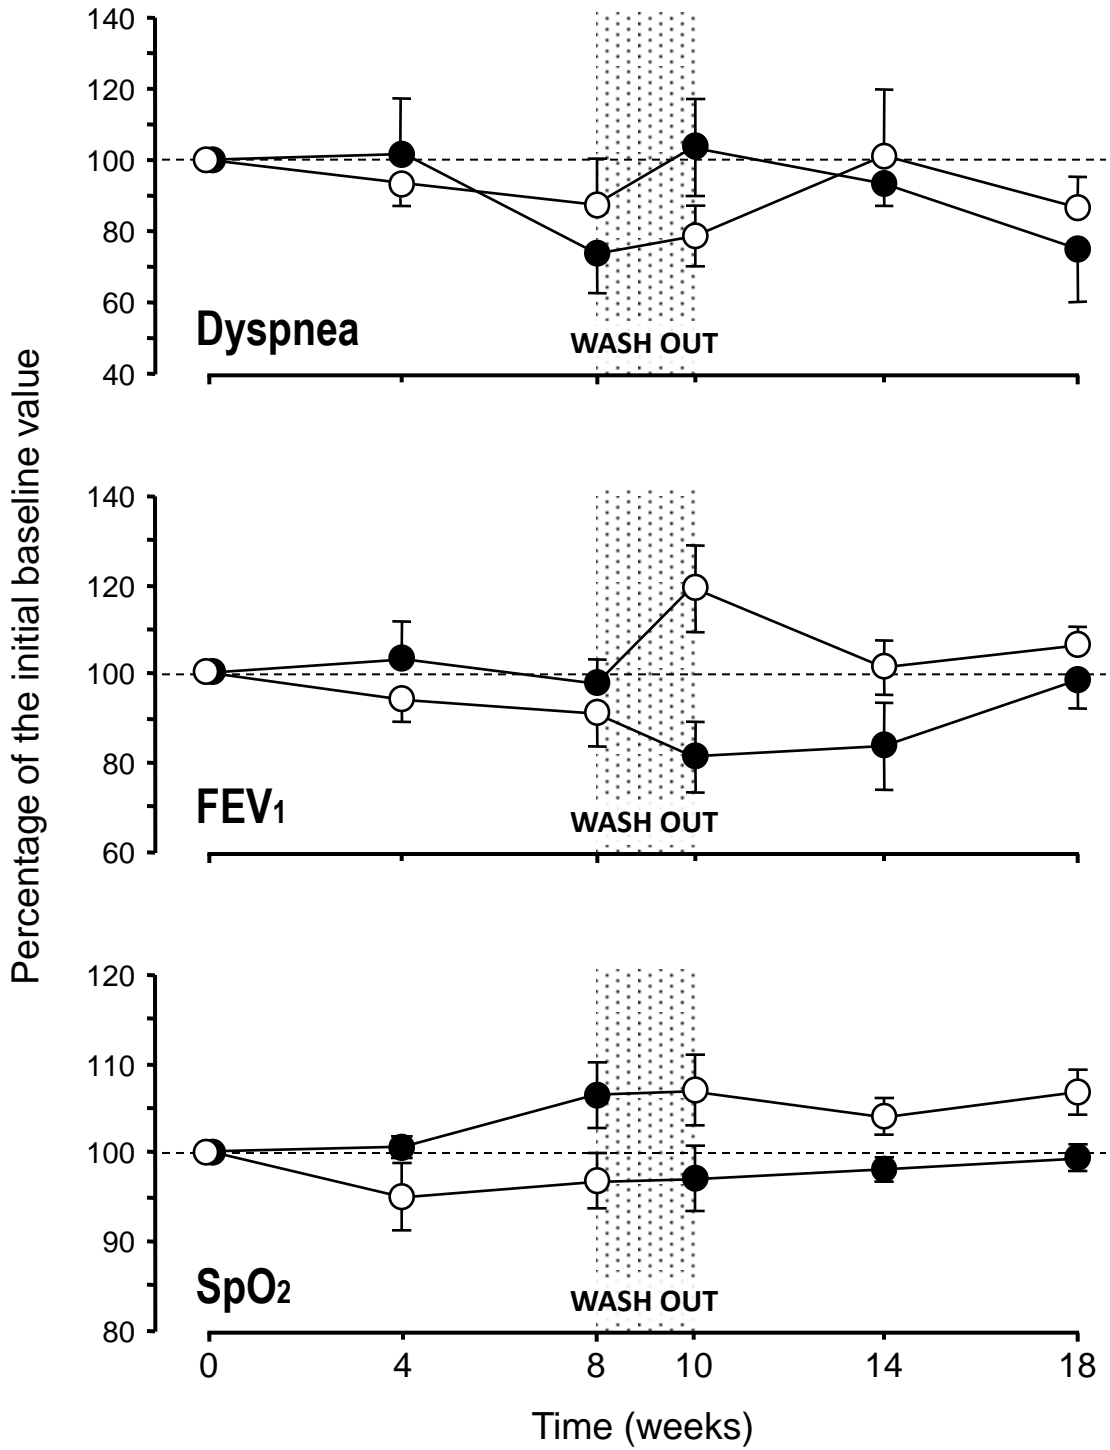 Percentage of the initial baseline value
140
120
100
80
60
40
Dyspnea
WASH OUT
140
120
100
80
60
FEV1
WASH OUT
120
110
100
90
80
SpO2
WASH OUT
0 4 8 10 14 18
Time (weeks)